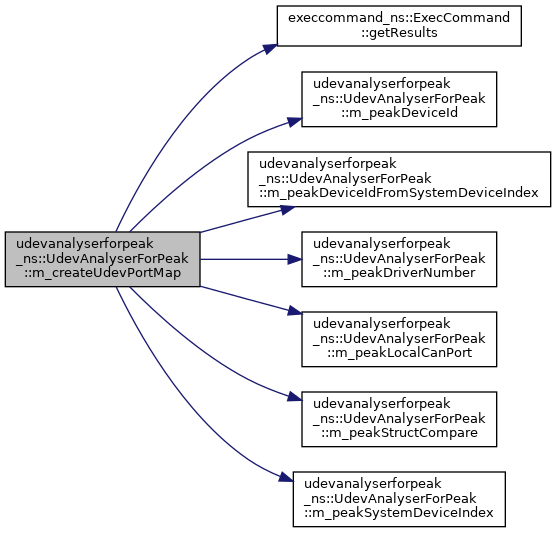 execcommand_ns::ExecCommand
::getResults
udevanalyserforpeak
_ns::UdevAnalyserForPeak
::m_peakDeviceId
udevanalyserforpeak
_ns::UdevAnalyserForPeak
::m_peakDeviceIdFromSystemDeviceIndex
udevanalyserforpeak
_ns::UdevAnalyserForPeak
::m_createUdevPortMap
udevanalyserforpeak
_ns::UdevAnalyserForPeak
::m_peakDriverNumber
udevanalyserforpeak
_ns::UdevAnalyserForPeak
::m_peakLocalCanPort
udevanalyserforpeak
_ns::UdevAnalyserForPeak
::m_peakStructCompare
udevanalyserforpeak
_ns::UdevAnalyserForPeak
::m_peakSystemDeviceIndex